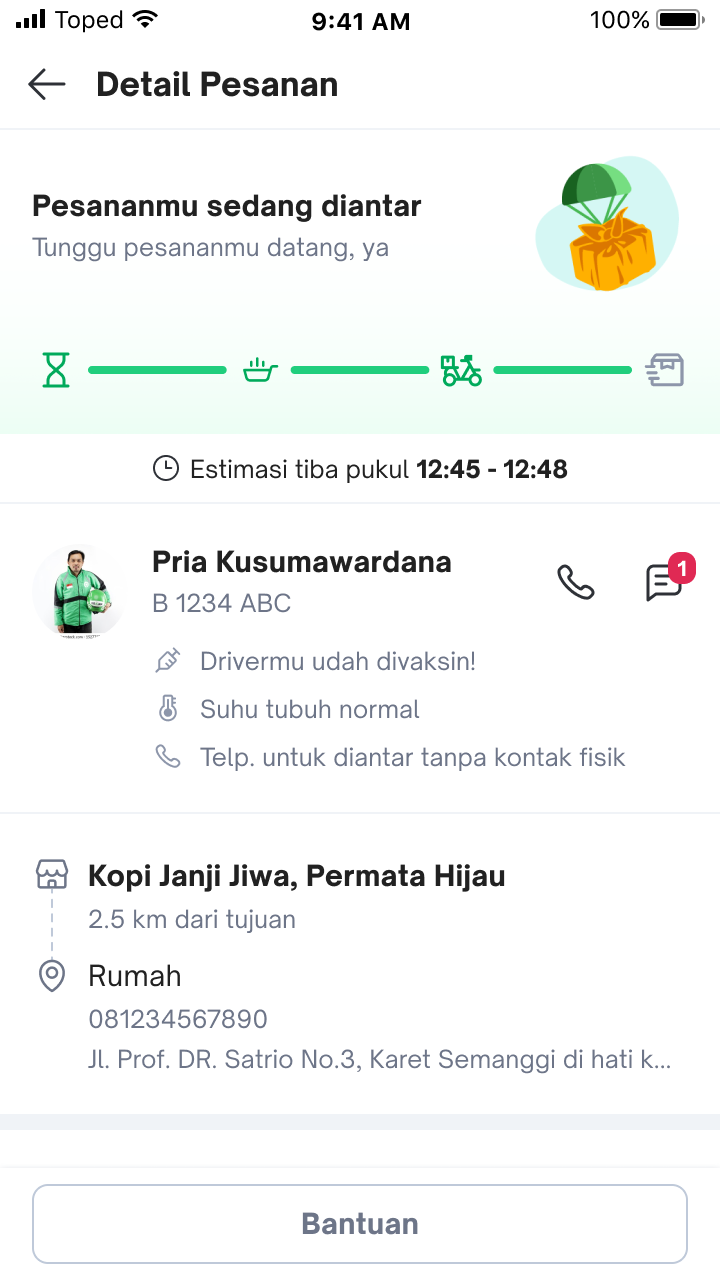 Toped
9:41 AM
100%
Detail Pesanan
Pesananmu sedang diantar
Tunggu pesananmu datang, ya
Estimasi tiba pukul 12:45 - 12:48
Pria Kusumawardana
1
B 1234 ABC
Drivermu udah divaksin!
Suhu tubuh normal
Telp. untuk diantar tanpa kontak fisik
Kopi Janji Jiwa, Permata Hijau
2.5 km dari tujuan
Rumah
081234567890
Jl. Prof. DR. Satrio No.3, Karet Semanggi di hati k...
Bantuan